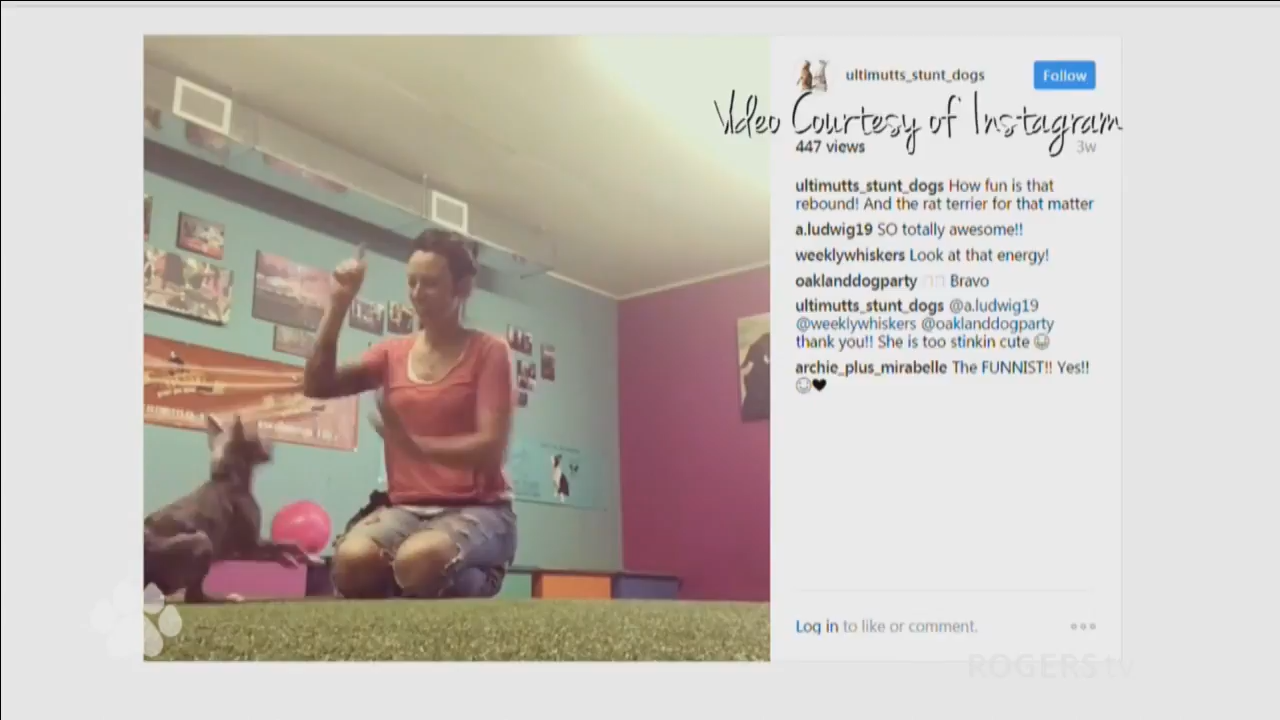 ultimutts_stunt_dogs
Follow
Video Courtesy of Instagram
447 views
3w
ultimutts_stunt_dogs How fun is that
rebound! And the rat terrier for that matter
a.ludwig19 SO totally awesome!!
weeklywhiskers Look at that energy!
oaklanddogparty Bravo
ultimutts_stunt_dogs @a.ludwig19
@weeklywhiskers @oaklanddogparty
thank you!! She is too stinkin cute ☺
archie_plus_mirabelle The FUNNIST!! Yes!!
☺♥
Log in to like or comment.
ROGERS tv